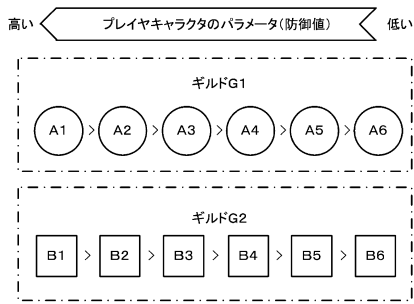 高い プレイヤキャラクタのパラメータ(防御値) 低い
ギルドG1
A1 > A2 > A3 > A4 > A5 > A6
ギルドG2
B1 > B2 > B3 > B4 > B5 > B6